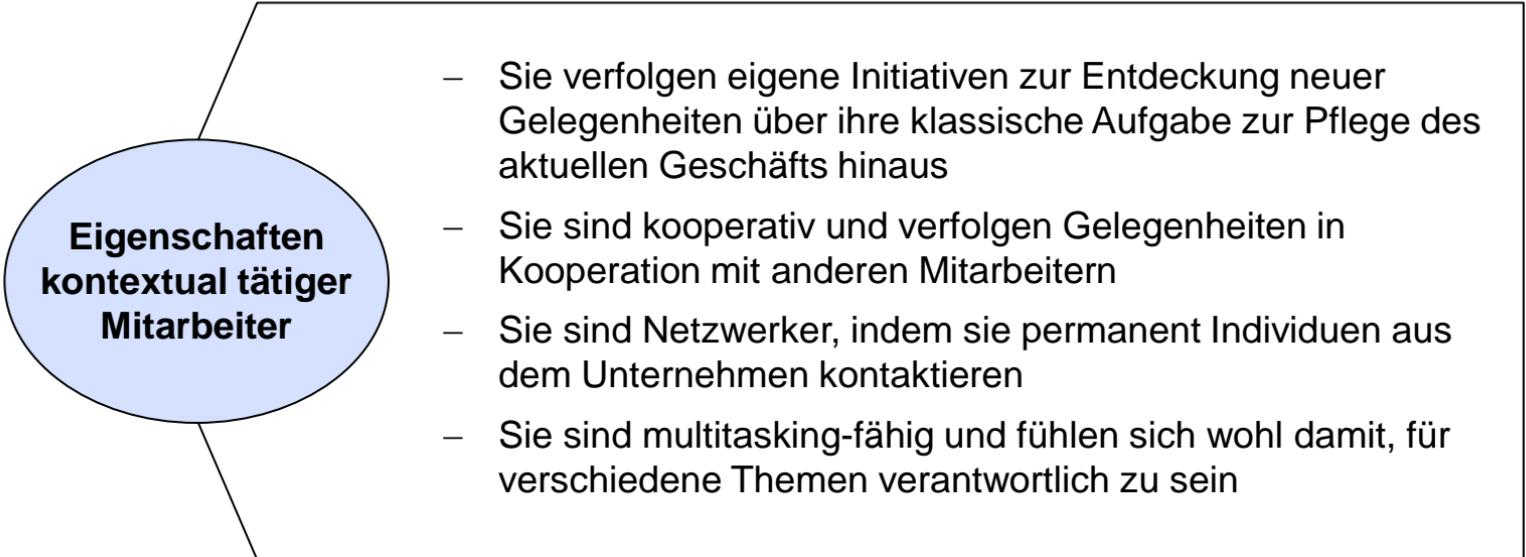 Eigenschaften
kontextual tätiger
Mitarbeiter
– Sie verfolgen eigene Initiativen zur Entdeckung neuer
Gelegenheiten über ihre klassische Aufgabe zur Pflege des
aktuellen Geschäfts hinaus
– Sie sind kooperativ und verfolgen Gelegenheiten in
Kooperation mit anderen Mitarbeitern
– Sie sind Netzwerker, indem sie permanent Individuen aus
dem Unternehmen kontaktieren
– Sie sind multitasking-fähig und fühlen sich wohl damit, für
verschiedene Themen verantwortlich zu sein